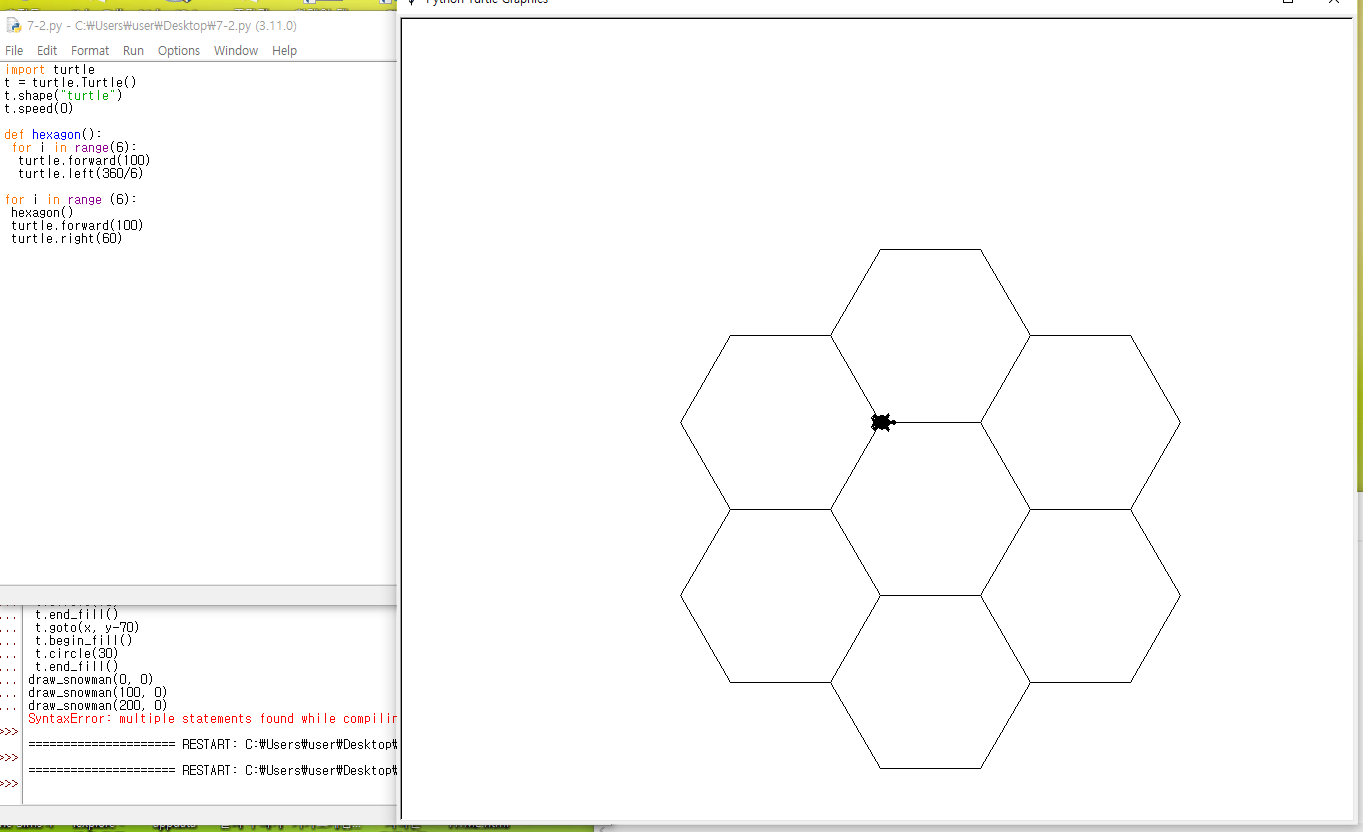 Python Turtle Graphics
7-2.py - C:₩Users₩user₩Desktop₩7-2.py (3.11.0)
File Edit Format Run Options Window Help
import turtle
t = turtle.Turtle()
t.shape("turtle")
t.speed(0)
def hexagon():
for i in range(6):
turtle.forward(100)
turtle.left(360/6)
for i in range (6):
hexagon()
turtle.forward(100)
turtle.right(60)
... t.end_fill()
... t.goto(x, y-70)
... t.begin_fill()
... t.circle(30)
... t.end_fill()
... draw_snowman(0, 0)
... draw_snowman(100, 0)
... draw_snowman(200, 0)
SyntaxError: multiple statements found while compilin
>>>
===================== RESTART: C:₩Users₩user₩Desktop₩
>>>
===================== RESTART: C:₩Users₩user₩Desktop₩
>>>